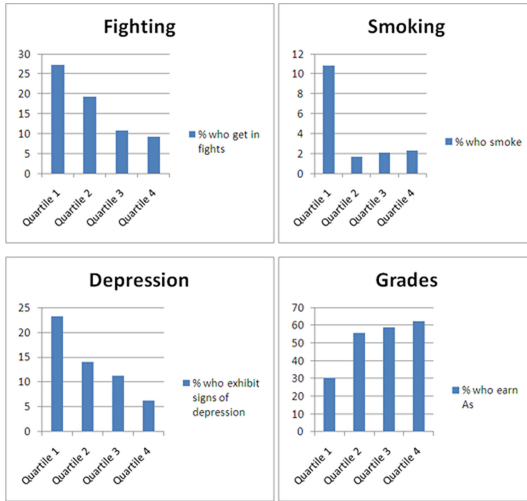 Fighting
30
25
20
15
10
5
0
Quartile 1
Quartile 2
Quartile 3
Quartile 4
% who get in
fights
Smoking
12
10
8
6
4
2
0
Quartile 1
Quartile 2
Quartile 3
Quartile 4
% who smoke
Depression
25
20
15
10
5
0
Quartile 1
Quartile 2
Quartile 3
Quartile 4
% who exhibit
signs of
depression
Grades
70
60
50
40
30
20
10
0
Quartile 1
Quartile 2
Quartile 3
Quartile 4
% who earn
As